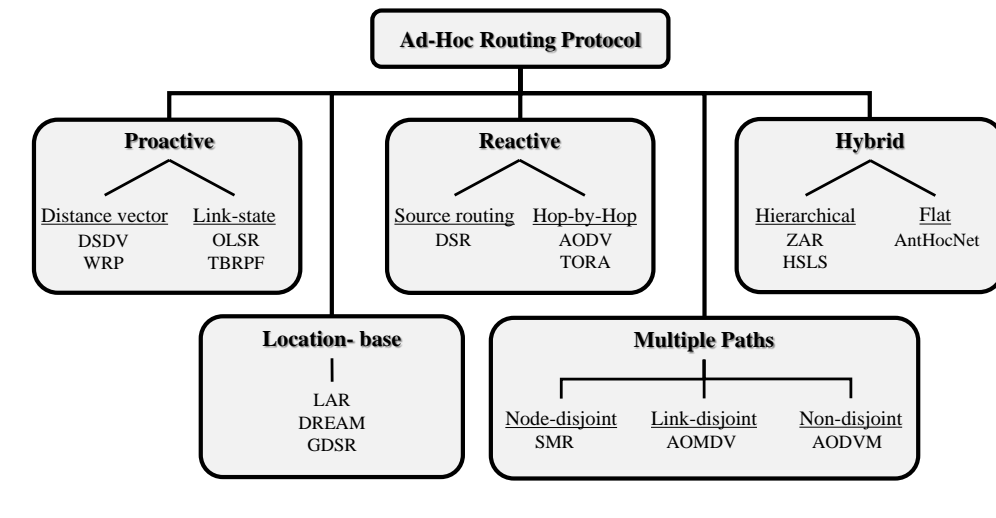 Ad-Hoc Routing Protocol
Proactive
Distance vector
DSDV
WRP
Link-state
OLSR
TBRPF
Reactive
Source routing
DSR
Hop-by-Hop
AODV
TORA
Hybrid
Hierarchical
ZAR
HSLS
Flat
AntHocNet
Location- base
LAR
DREAM
GDSR
Multiple Paths
Node-disjoint
SMR
Link-disjoint
AOMDV
Non-disjoint
AODVM